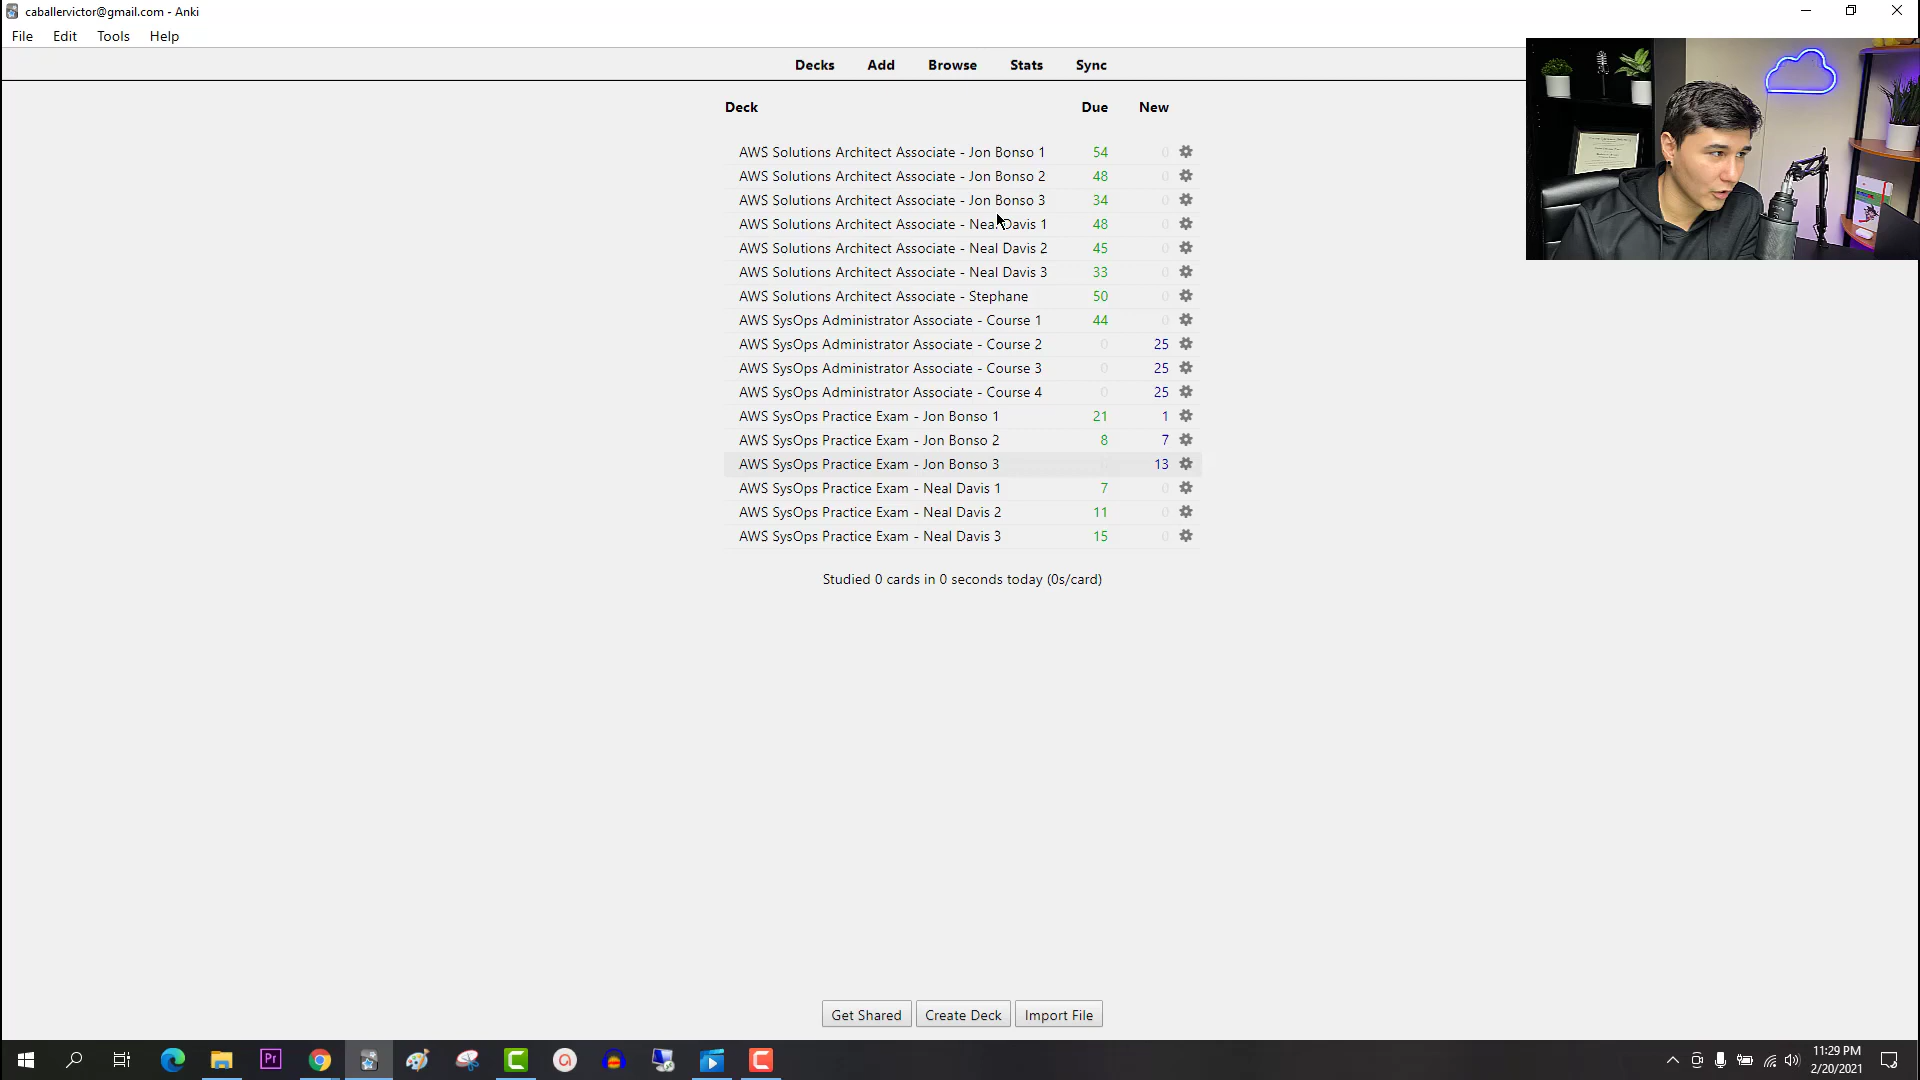 caballervictor@gmail.com - Anki
File Edit Tools Help
Decks Add Browse Stats Sync
Deck Due New
AWS Solutions Architect Associate - Jon Bonso 1 54 0
AWS Solutions Architect Associate - Jon Bonso 2 48 0
AWS Solutions Architect Associate - Jon Bonso 3 34 0
AWS Solutions Architect Associate - Neal Davis 1 48 0
AWS Solutions Architect Associate - Neal Davis 2 45 0
AWS Solutions Architect Associate - Neal Davis 3 33 0
AWS Solutions Architect Associate - Stephane 50 0
AWS SysOps Administrator Associate - Course 1 44 0
AWS SysOps Administrator Associate - Course 2 0 25
AWS SysOps Administrator Associate - Course 3 0 25
AWS SysOps Administrator Associate - Course 4 0 25
AWS SysOps Practice Exam - Jon Bonso 1 21 1
AWS SysOps Practice Exam - Jon Bonso 2 8 7
AWS SysOps Practice Exam - Jon Bonso 3 13
AWS SysOps Practice Exam - Neal Davis 1 7 0
AWS SysOps Practice Exam - Neal Davis 2 11 0
AWS SysOps Practice Exam - Neal Davis 3 15 0
Studied 0 cards in 0 seconds today (0s/card)
Get Shared Create Deck Import File
Pr
11:29 PM
2/20/2021